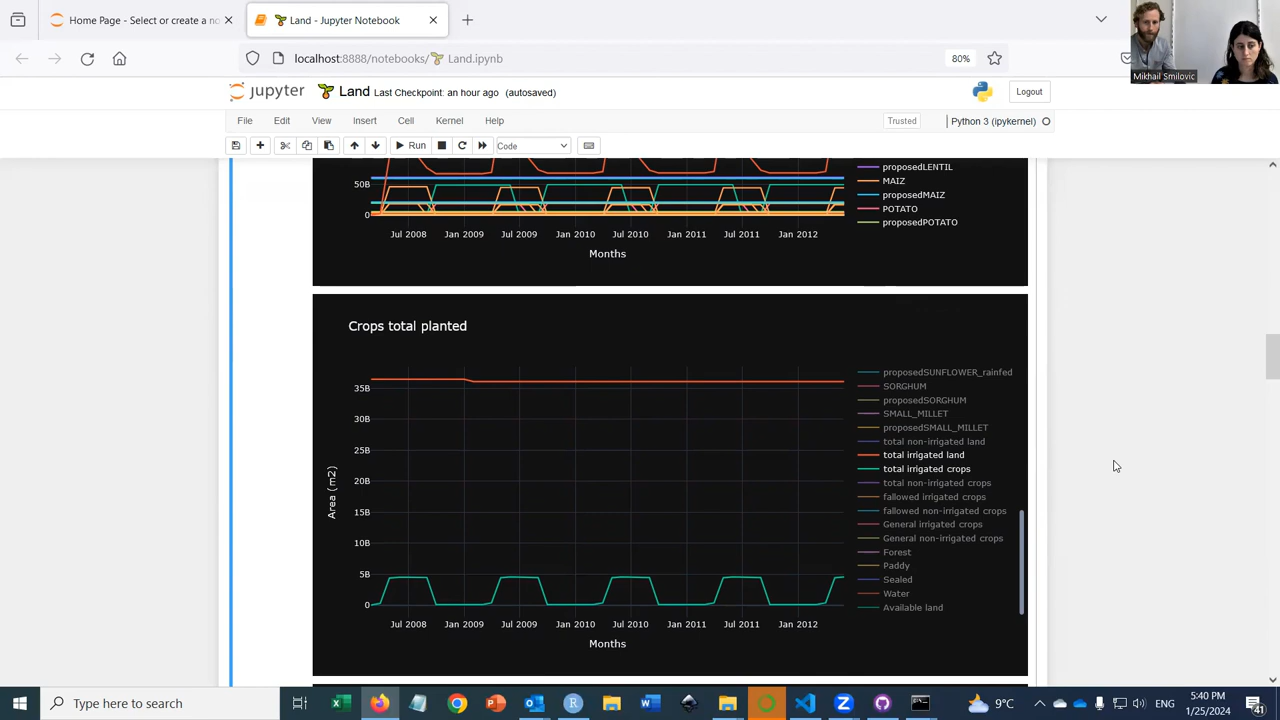 Home Page - Select or create a no
Land - Jupyter Notebook
localhost:8888/notebooks/ Land.ipynb
80%
Mikhail Smilovic
jupyter
Land Last Checkpoint: an hour ago (autosaved)
Logout
File Edit View Insert Cell Kernel Help
Trusted
Python 3 (ipykernel)
Run
Code
proposedLENTIL
MAIZ
proposedMAIZ
POTATO
proposedPOTATO
50B
0
Jul 2008 Jan 2009 Jul 2009 Jan 2010 Jul 2010 Jan 2011 Jul 2011 Jan 2012
Months
Crops total planted
Area (m2)
35B
30B
25B
20B
15B
10B
5B
0
proposedSUNFLOWER_rainfed
SORGHUM
proposedSORGHUM
SMALL_MILLET
proposedSMALL_MILLET
total non-irrigated land
total irrigated land
total irrigated crops
total non-irrigated crops
fallowed irrigated crops
fallowed non-irrigated crops
General irrigated crops
General non-irrigated crops
Forest
Paddy
Sealed
Water
Available land
Jul 2008 Jan 2009 Jul 2009 Jan 2010 Jul 2010 Jan 2011 Jul 2011 Jan 2012
Months
Type here to search
9°C
ENG
5:40 PM
1/25/2024
41